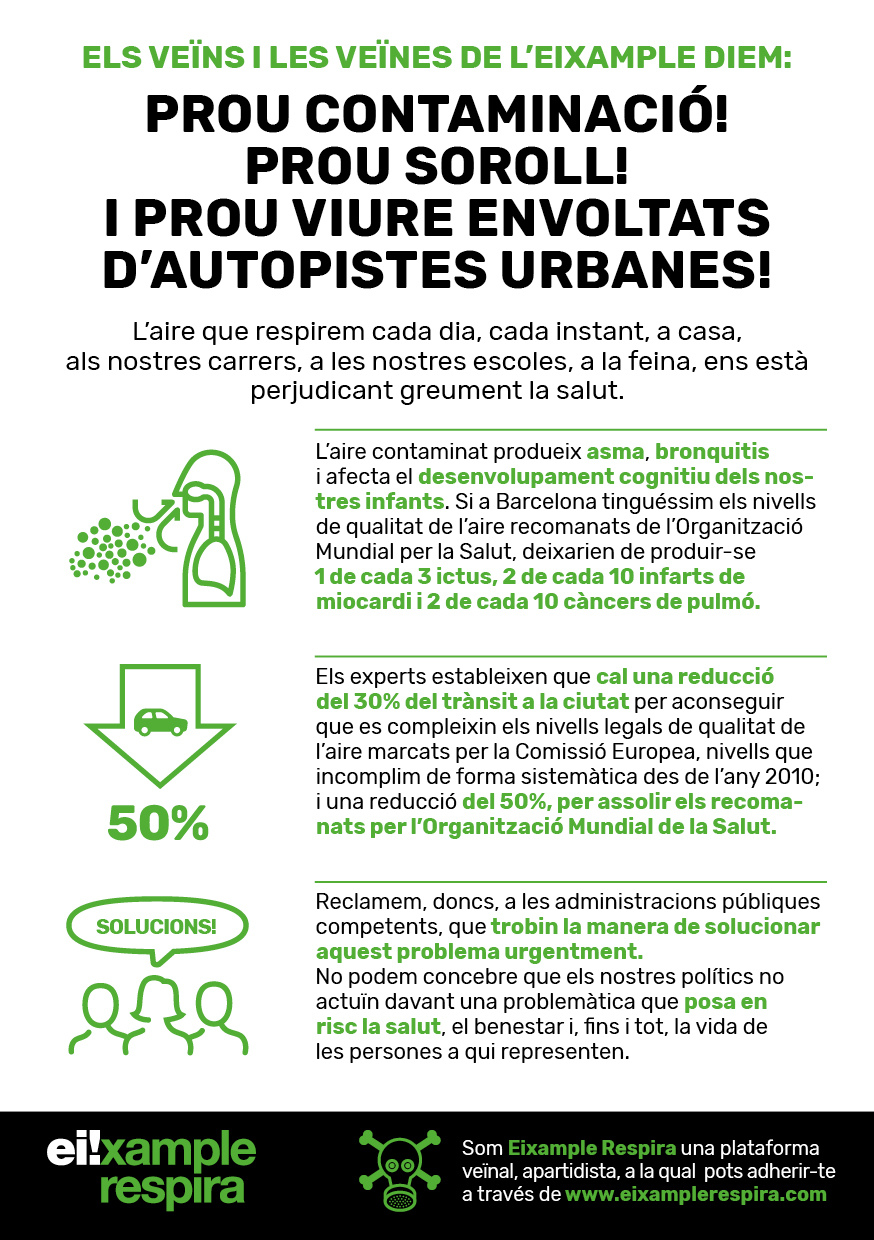 ELS VEÏNS I LES VEÏNES DE L’EIXAMPLE DIEM:
PROU CONTAMINACIÓ!
PROU SOROLL!
I PROU VIURE ENVOLTATS
D’AUTOPISTES URBANES!
L’aire que respirem cada dia, cada instant, a casa,
als nostres carrers, a les nostres escoles, a la feina, ens està
perjudicant greument la salut.
L’aire contaminat produeix asma, bronquitis
i afecta el desenvolupament cognitiu dels nos-
tres infants. Si a Barcelona tinguéssim els nivells
de qualitat de l’aire recomanats de l’Organització
Mundial per la Salut, deixarien de produir-se
1 de cada 3 ictus, 2 de cada 10 infarts de
miocardi i 2 de cada 10 càncers de pulmó.
50%
Els experts estableixen que cal una reducció
del 30% del trànsit a la ciutat per aconseguir
que es compleixin els nivells legals de qualitat de
l’aire marcats per la Comissió Europea, nivells que
incomplim de forma sistemàtica des de l’any 2010;
i una reducció del 50%, per assolir els recoma-
nats per l’Organització Mundial de la Salut.
SOLUCIONS!
Reclamem, doncs, a les administracions públiques
competents, que trobin la manera de solucionar
aquest problema urgentment.
No podem concebre que els nostres polítics no
actuïn davant una problemàtica que posa en
risc la salut, el benestar i, fins i tot, la vida de
les persones a qui representen.
ei!xample
respira
Som Eixample Respira una plataforma
veïnal, apartidista, a la qual pots adherir-te
a través de www.eixamplerespira.com